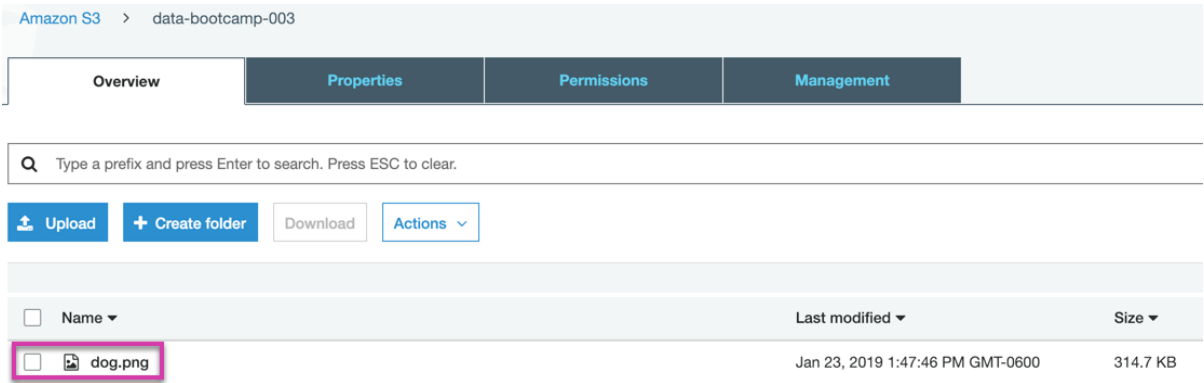 Amazon S3 > data-bootcamp-003
Overview Properties Permissions Management
Type a prefix and press Enter to search. Press ESC to clear.
Upload + Create folder Download Actions
Name Last modified Size
dog.png Jan 23, 2019 1:47:46 PM GMT-0600 314.7 KB